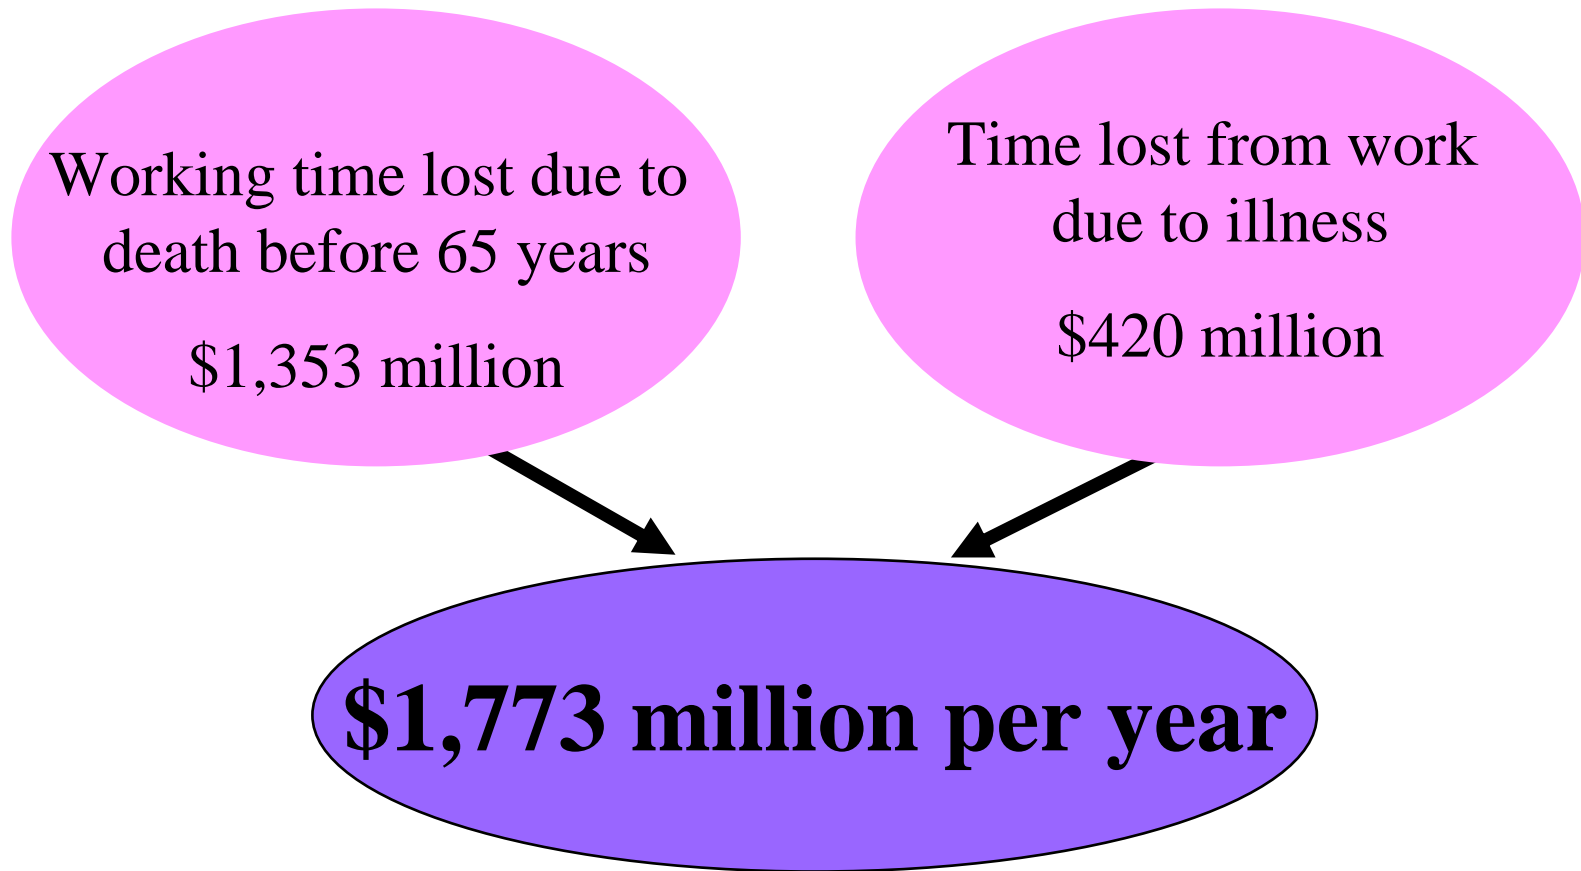 Working time lost due to
death before 65 years
$1,353 million
Time lost from work
due to illness
$420 million
$1,773 million per year